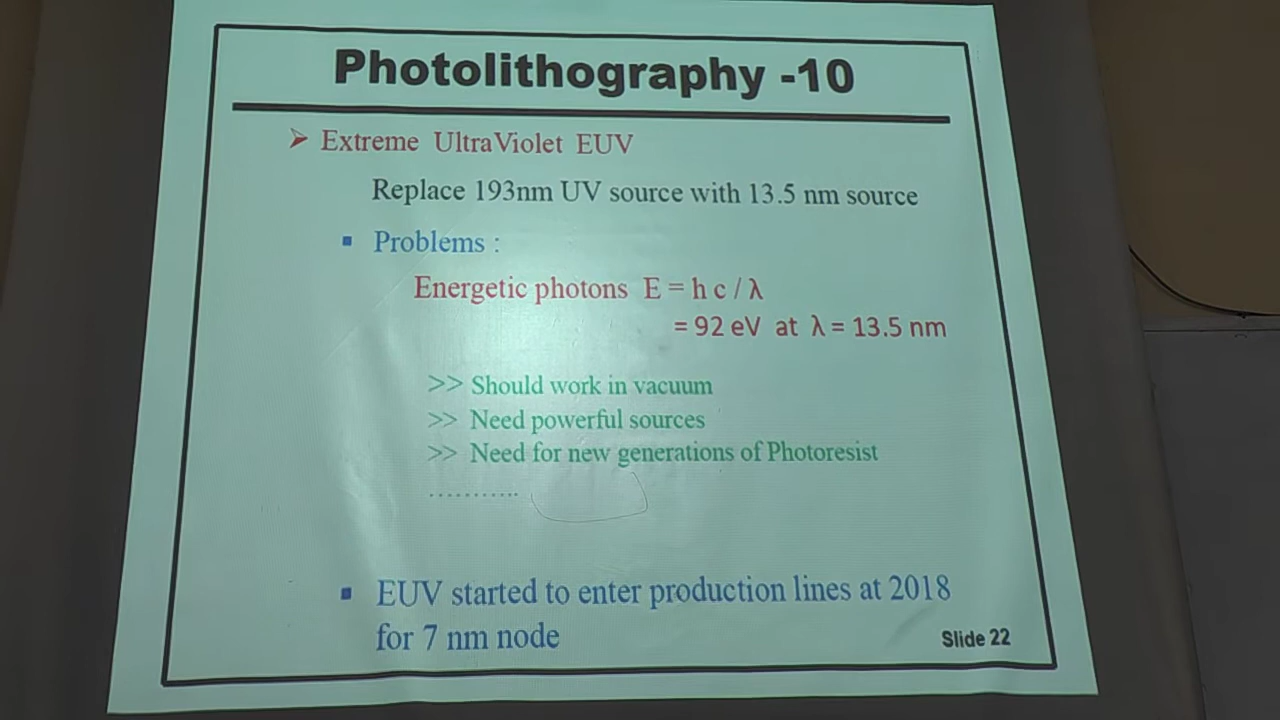 Photolithography -10
➢ Extreme UltraViolet EUV
Replace 193nm UV source with 13.5 nm source
▪ Problems :
Energetic photons E = h c / λ
= 92 eV at λ = 13.5 nm
>> Should work in vacuum
>> Need powerful sources
>> Need for new generations of Photoresist
...........
▪ EUV started to enter production lines at 2018
for 7 nm node
Slide 22